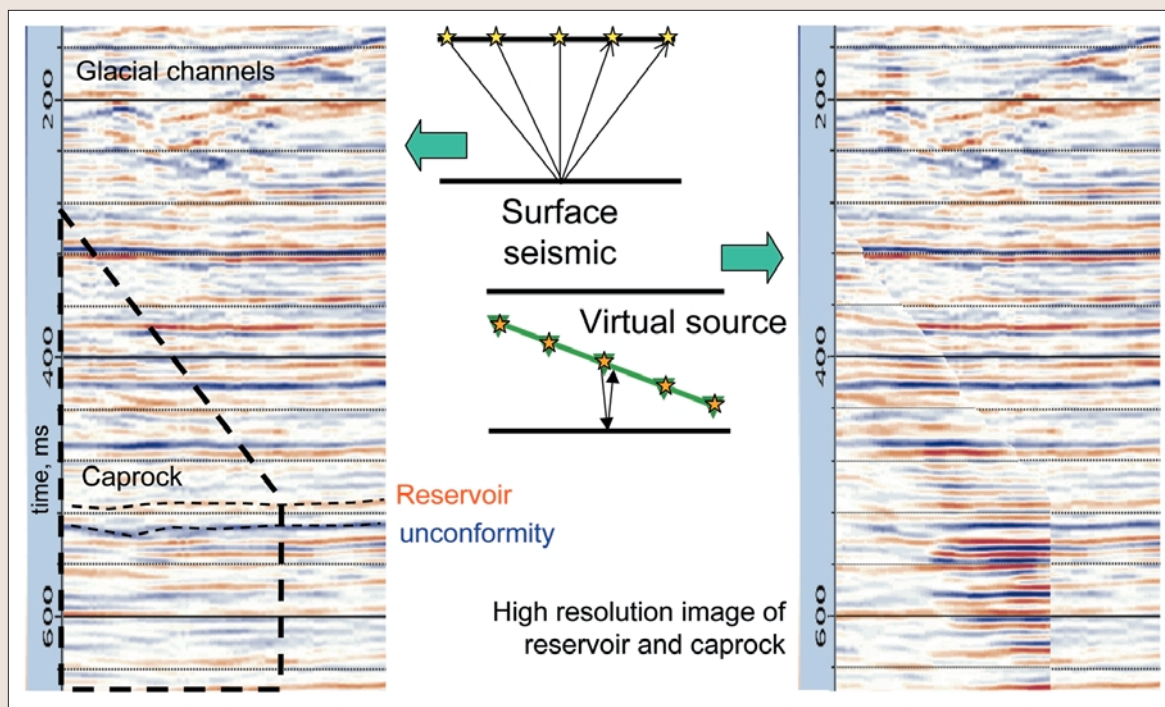 Glacial channels
200
400
600
time, ms
Caprock
Surface
seismic
Virtual source
Reservoir
unconformity
High resolution image of
reservoir and caprock
200
400
600